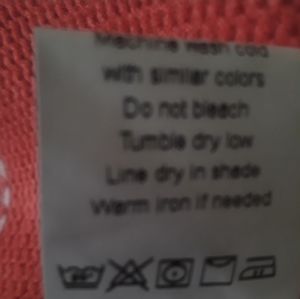 Machine wash cold
with similar colors
Do not bleach
Tumble dry low
Line dry in shade
Warm iron if needed